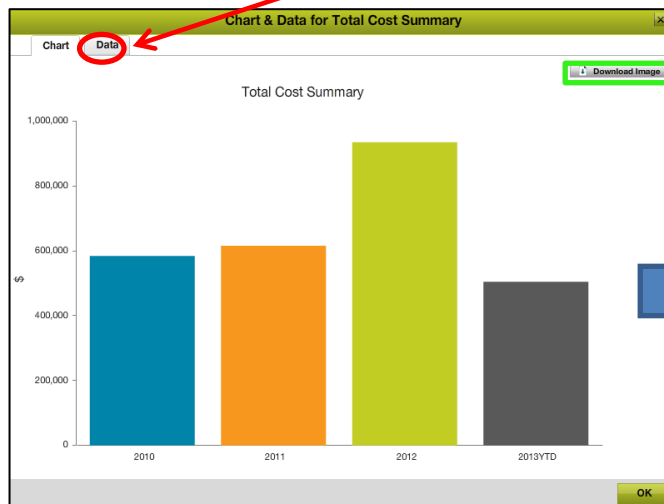 Chart & Data for Total Cost Summary
Chart Data
Download Image
Total Cost Summary
1,000,000
800,000
600,000
$
400,000
200,000
0
2010 2011 2012 2013YTD
OK